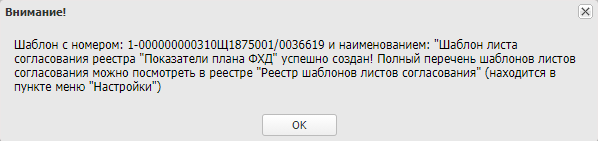 Внимание!
Шаблон с номером: 1-000000000310Щ1875001/0036619 и наименованием: "Шаблон листа
согласования реестра "Показатели плана ФХД" успешно создан! Полный перечень шаблонов листов
согласования можно посмотреть в реестре "Реестр шаблонов листов согласования" (находится в
пункте меню "Настройки")
OK